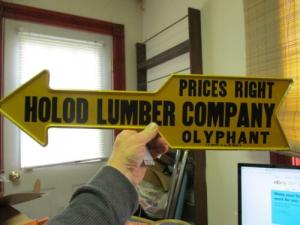 PRICES RIGHT
HOLOD LUMBER COMPANY
OLYPHANT